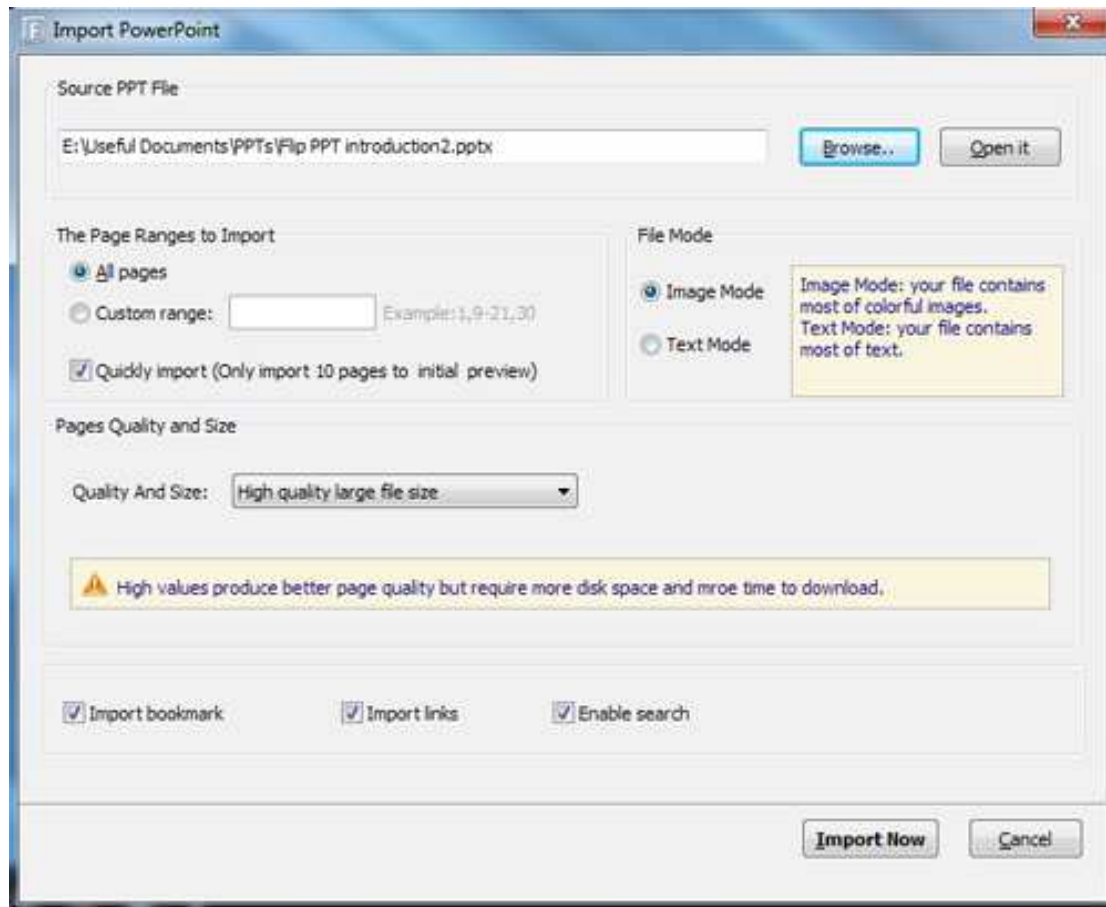 Import PowerPoint
Source PPT File
E:\Useful Documents\PPTs\Flip PPT introduction2.pptx
Browse..
Open it
The Page Ranges to Import
All pages
Custom range:
Example:1,9-21,30
Quickly import (Only import 10 pages to initial preview)
File Mode
Image Mode
Text Mode
Image Mode: your file contains
most of colorful images.
Text Mode: your file contains
most of text.
Pages Quality and Size
Quality And Size:
High quality large file size
High values produce better page quality but require more disk space and mroe time to download.
Import bookmark
Import links
Enable search
Import Now
Cancel